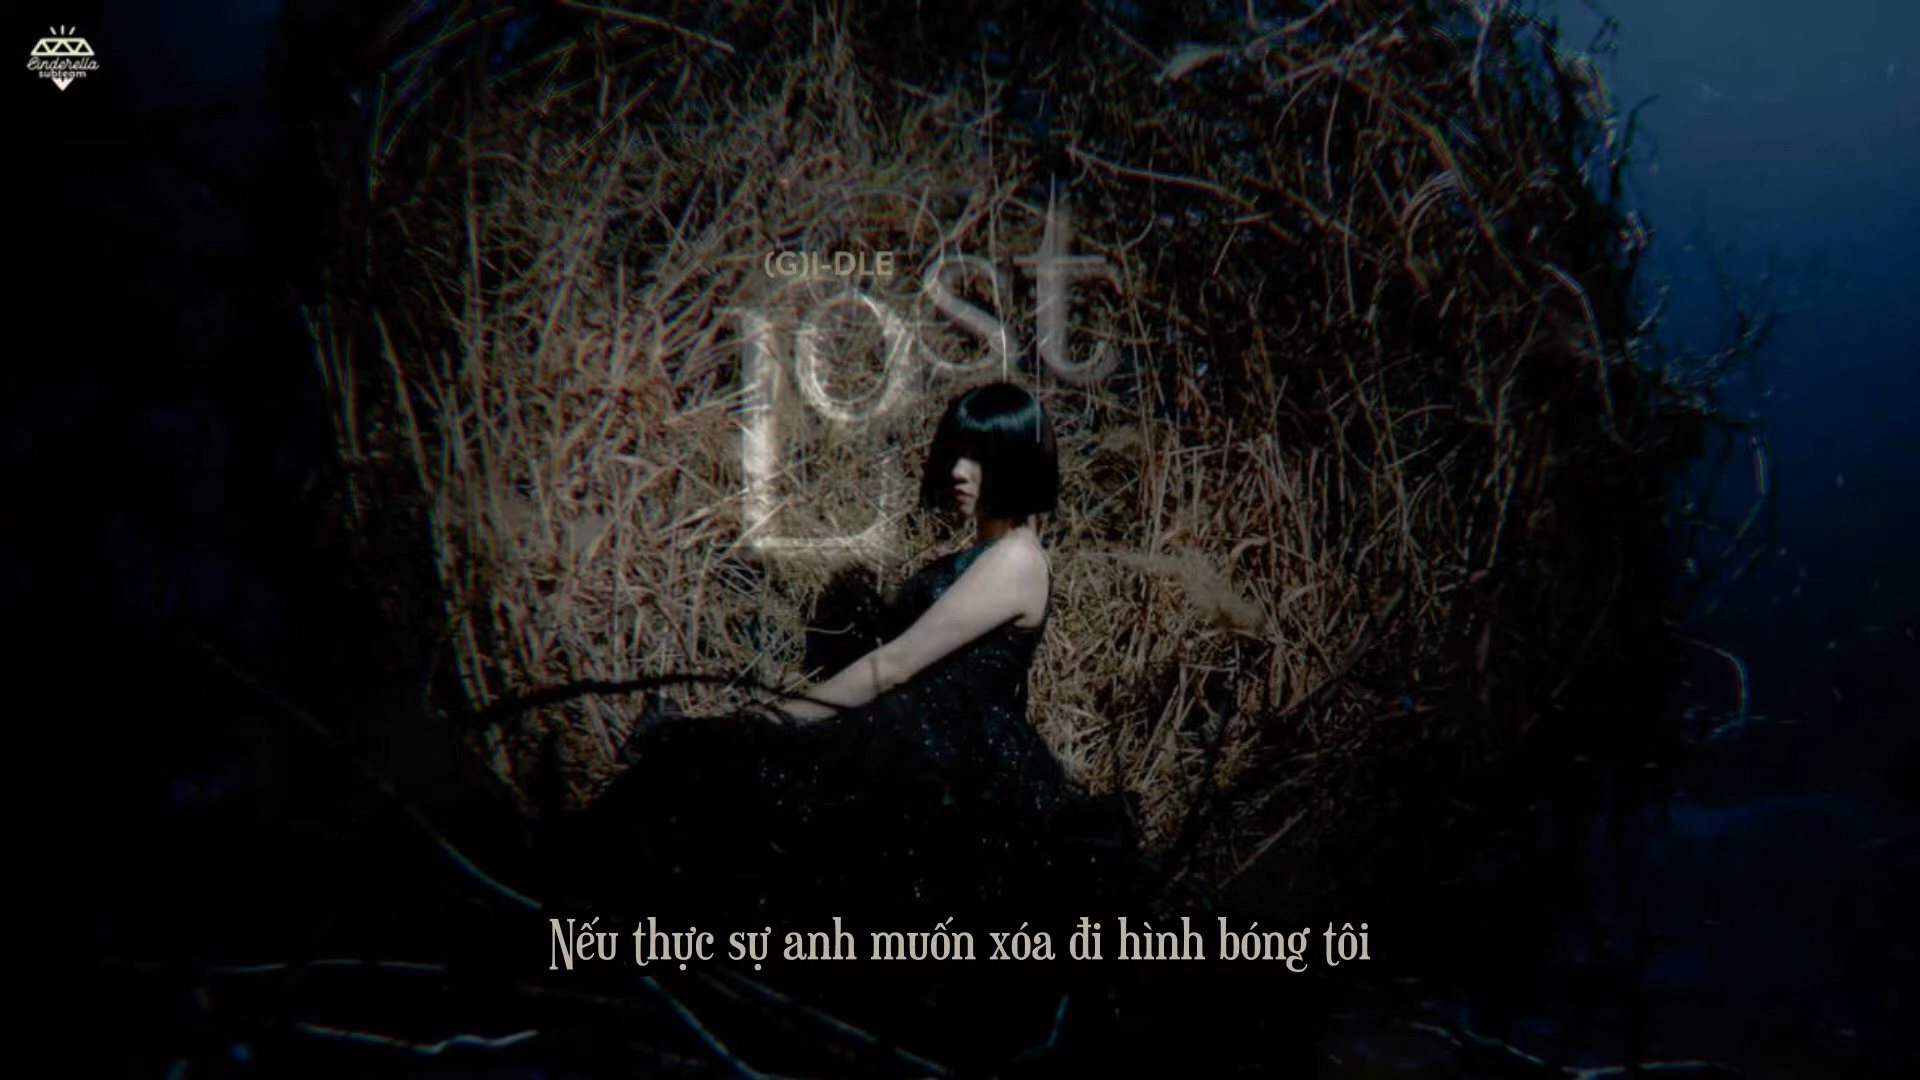 Cinderella
subteam
(G)I-DLE
Lost
Nếu thực sự anh muốn xóa đi hình bóng tôi